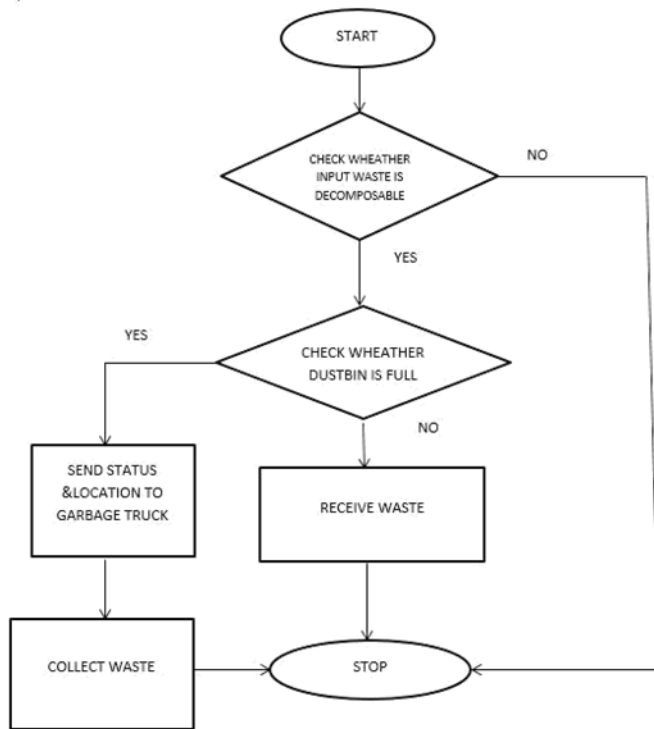 START
CHECK WHEATHER
INPUT WASTE IS
DECOMPOSABLE
NO
YES
YES
CHECK WHEATHER
DUSTBIN IS FULL
NO
SEND STATUS
&LOCATION TO
GARBAGE TRUCK
RECEIVE WASTE
COLLECT WASTE
STOP